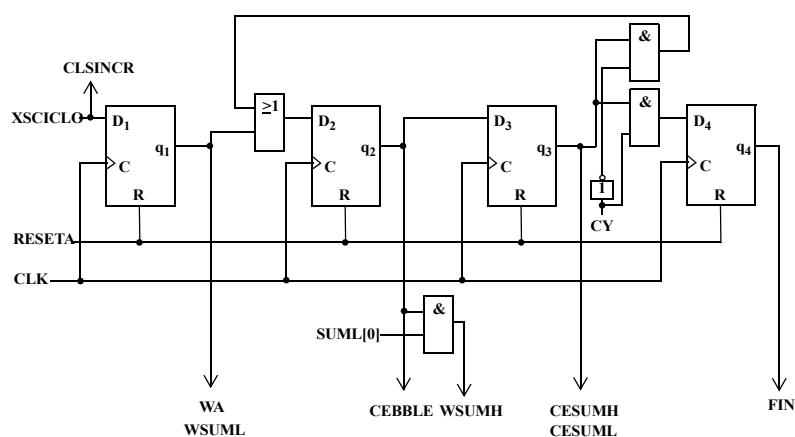 CLSINCR
XSCICLO
D1
q1
C
R
≥1
D2
q2
C
R
D3
q3
C
R
&
&
1
CY
D4
q4
C
R
RESETA
CLK
SUML[0]
&
WA
WSUML
CEBBLE WSUMH
CESUMH
CESUML
FIN